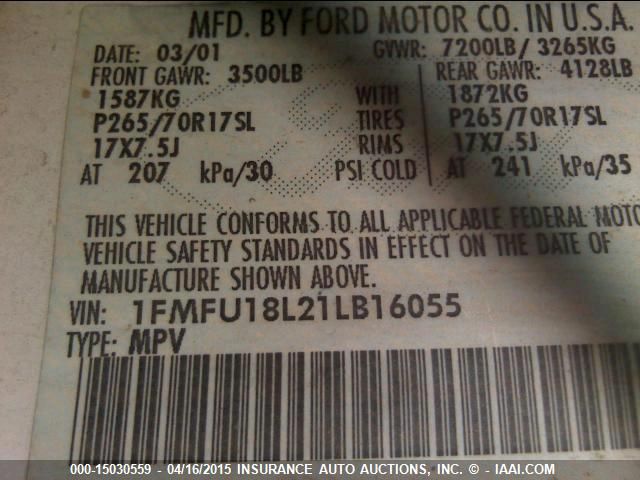 MFD. BY FORD MOTOR CO. IN U.S.A.
DATE: 03/01 GVWR: 7200LB/ 3265KG
FRONT GAWR: 3500LB REAR GAWR: 4128LB
1587KG WITH 1872KG
P265/70R17SL TIRES P265/70R17SL
17X7.5J RIMS 17X7.5J
AT 207 kPa/30 PSI COLD AT 241 kPa/35
THIS VEHICLE CONFORMS TO ALL APPLICABLE FEDERAL MOTO
VEHICLE SAFETY STANDARDS IN EFFECT ON THE DATE OF
MANUFACTURE SHOWN ABOVE.
VIN: 1FMFU18L21LB16055
TYPE: MPV
000-15030559 - 04/16/2015 INSURANCE AUTO AUCTIONS, INC. - IAAI.COM